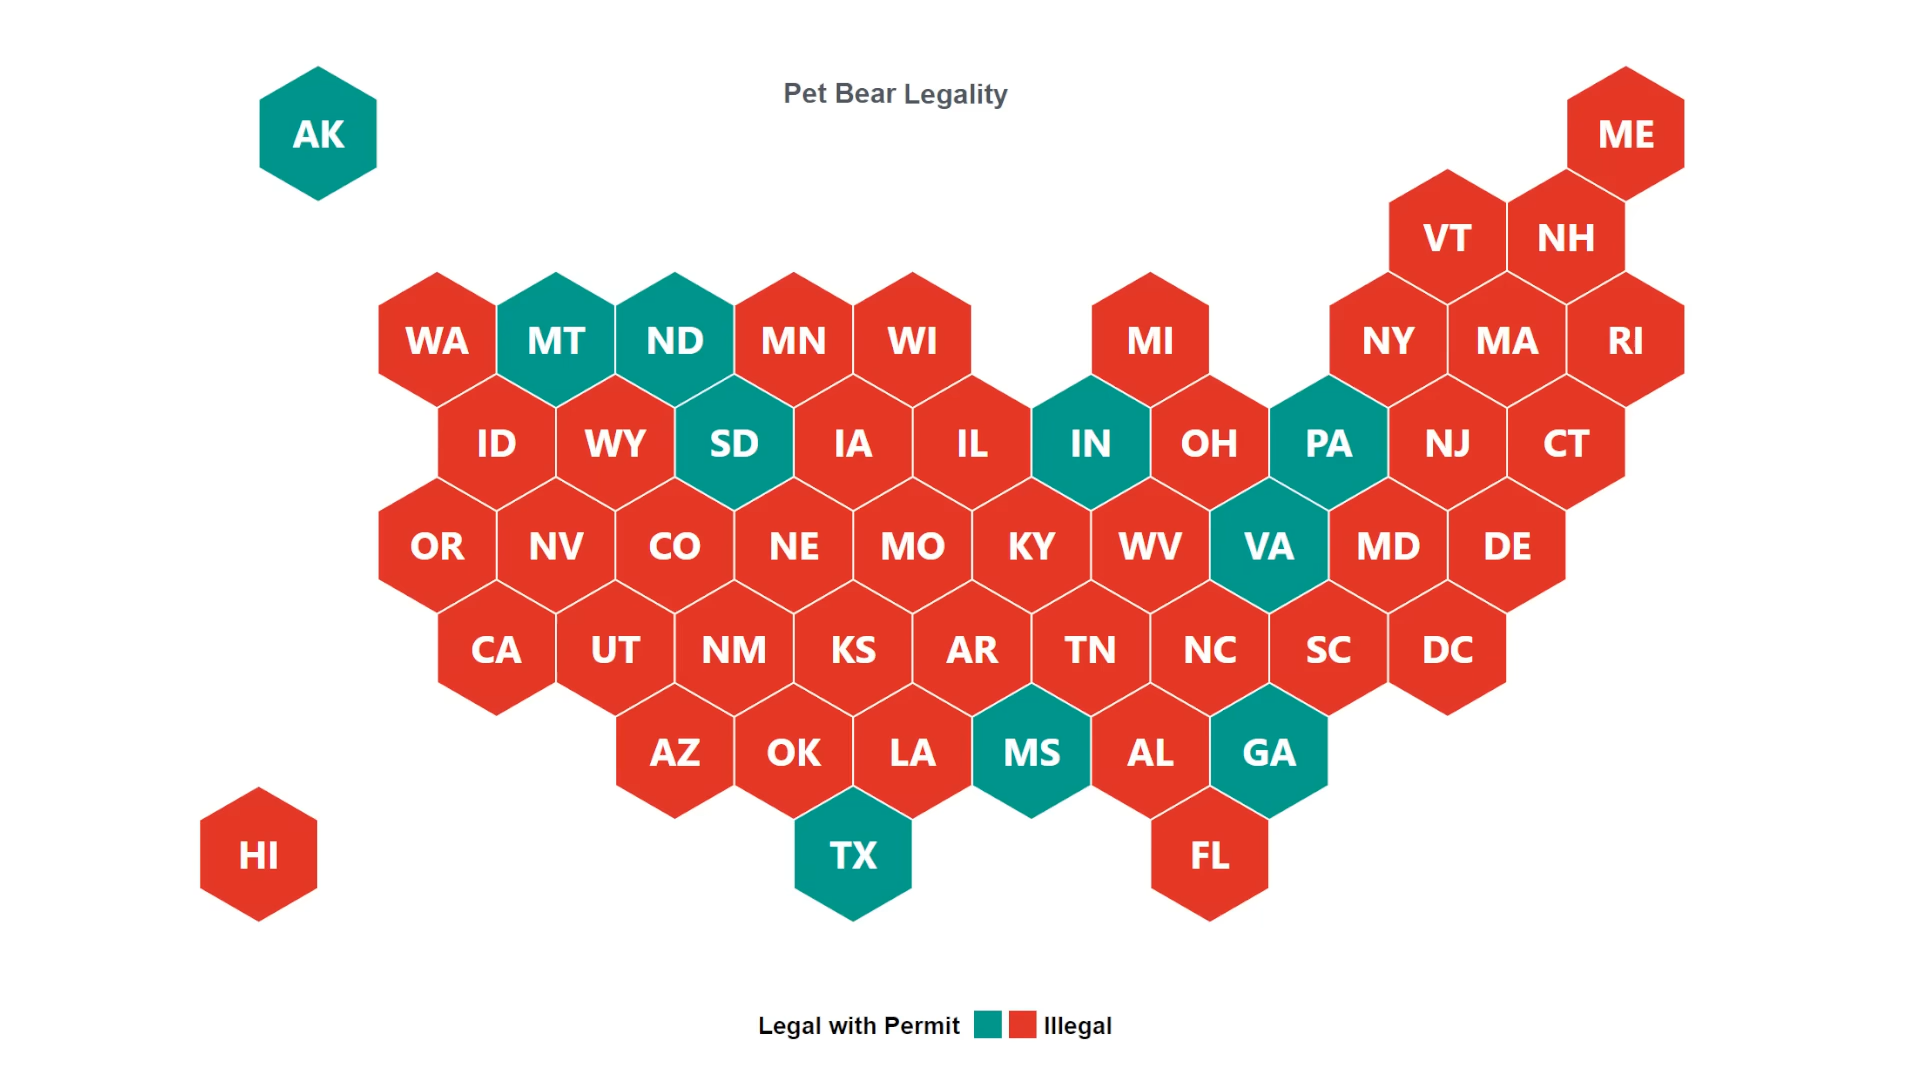 Pet Bear Legality
AK
ME
VT NH
WA MT ND MN WI MI NY MA RI
ID WY SD IA IL IN OH PA NJ CT
OR NV CO NE MO KY WV VA MD DE
CA UT NM KS AR TN NC SC DC
AZ OK LA MS AL GA
HI TX FL
Legal with Permit Illegal